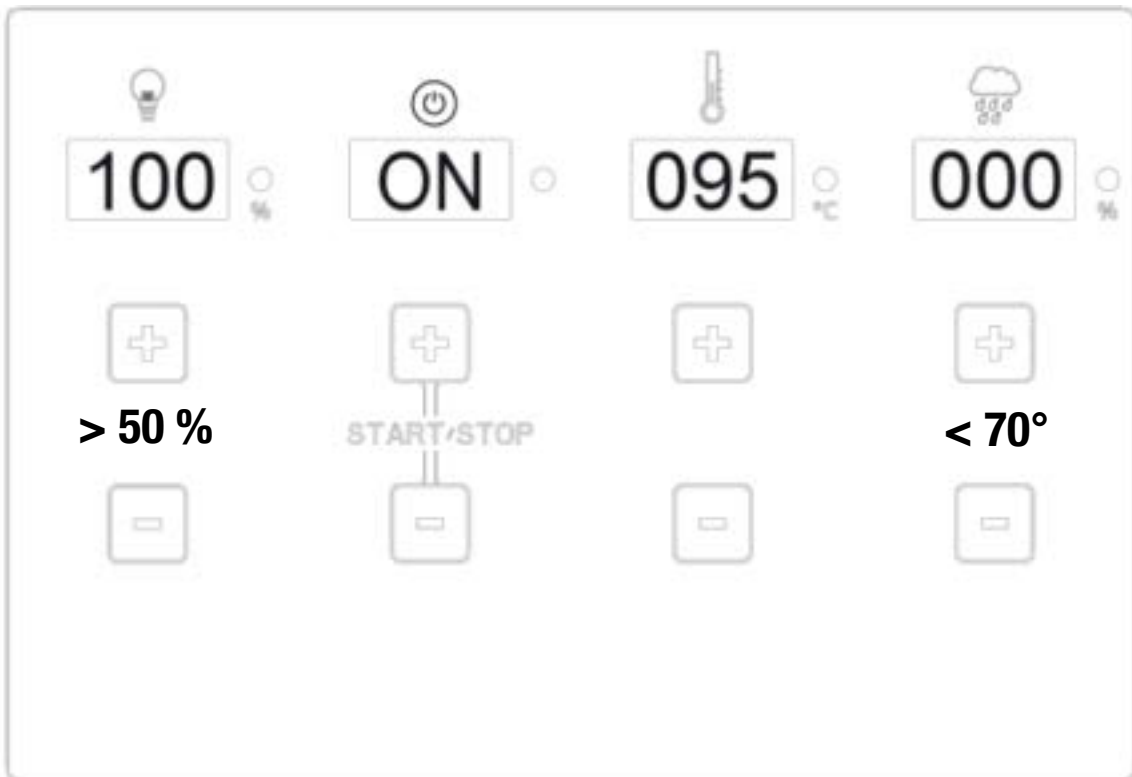 100 ON 095 000
% °C %
+ + + +
> 50 % START/STOP < 70°
- - - -